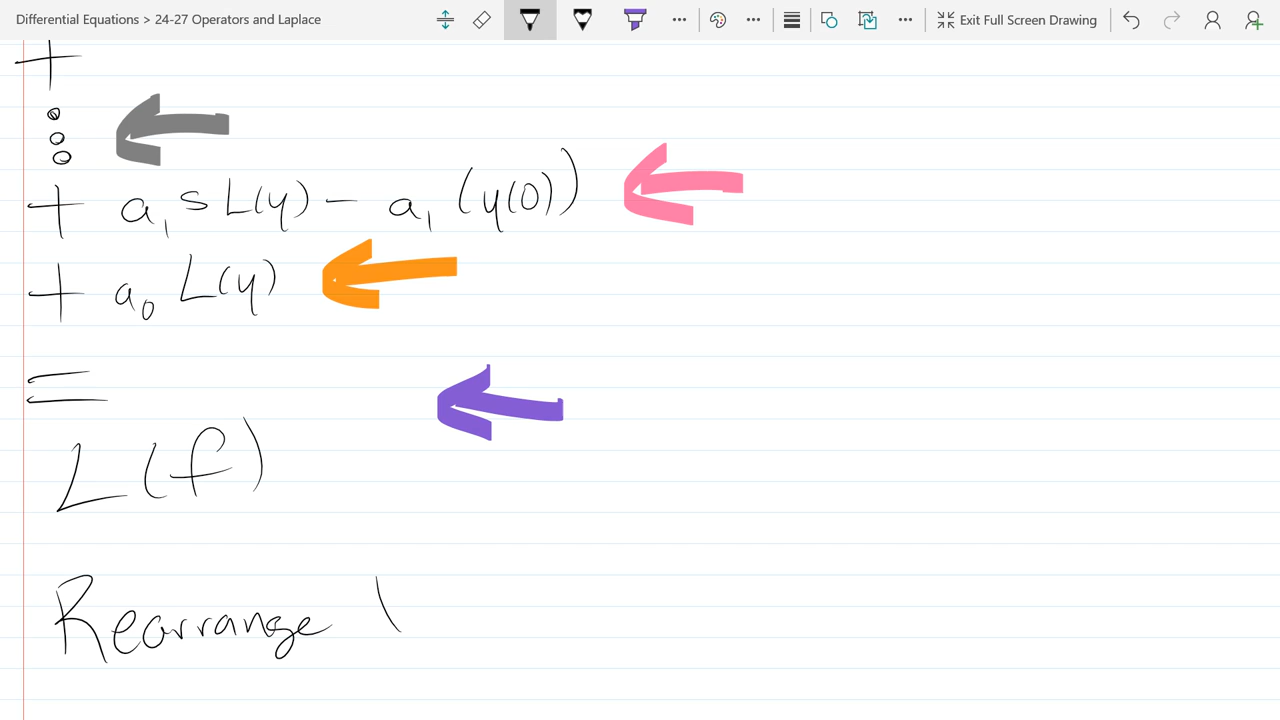 Differential Equations > 24-27 Operators and Laplace
Exit Full Screen Drawing
+
+ a₁ s L(y) - a₁ (y(0))
+ a₀ L(y)
=
L(f)
Rearrange